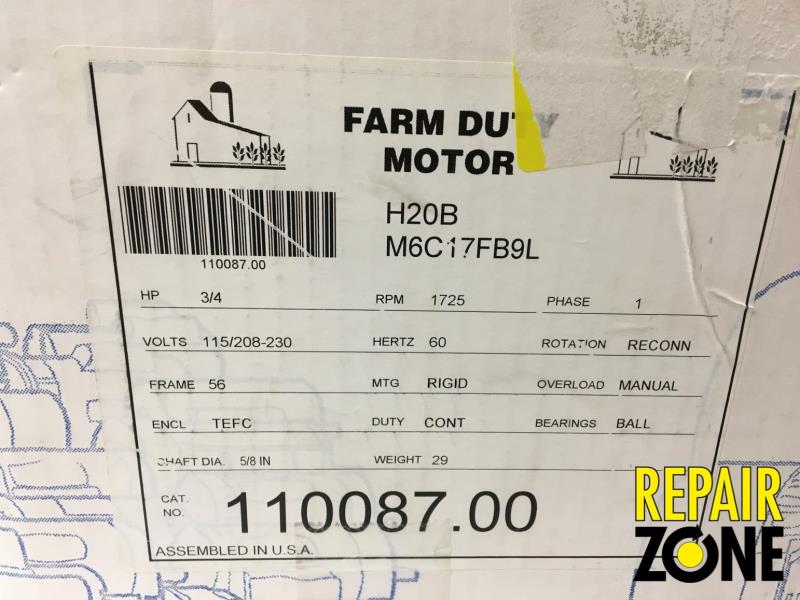 FARM DUTY
MOTOR
H20B
M6C17FB9L
110087.00
HP 3/4 RPM 1725 PHASE 1
VOLTS 115/208-230 HERTZ 60 ROTATION RECONN
FRAME 56 MTG RIGID OVERLOAD MANUAL
ENCL TEFC DUTY CONT BEARINGS BALL
SHAFT DIA. 5/8 IN WEIGHT 29
CAT.
NO. 110087.00
ASSEMBLED IN U.S.A.
REPAIR
ZONE